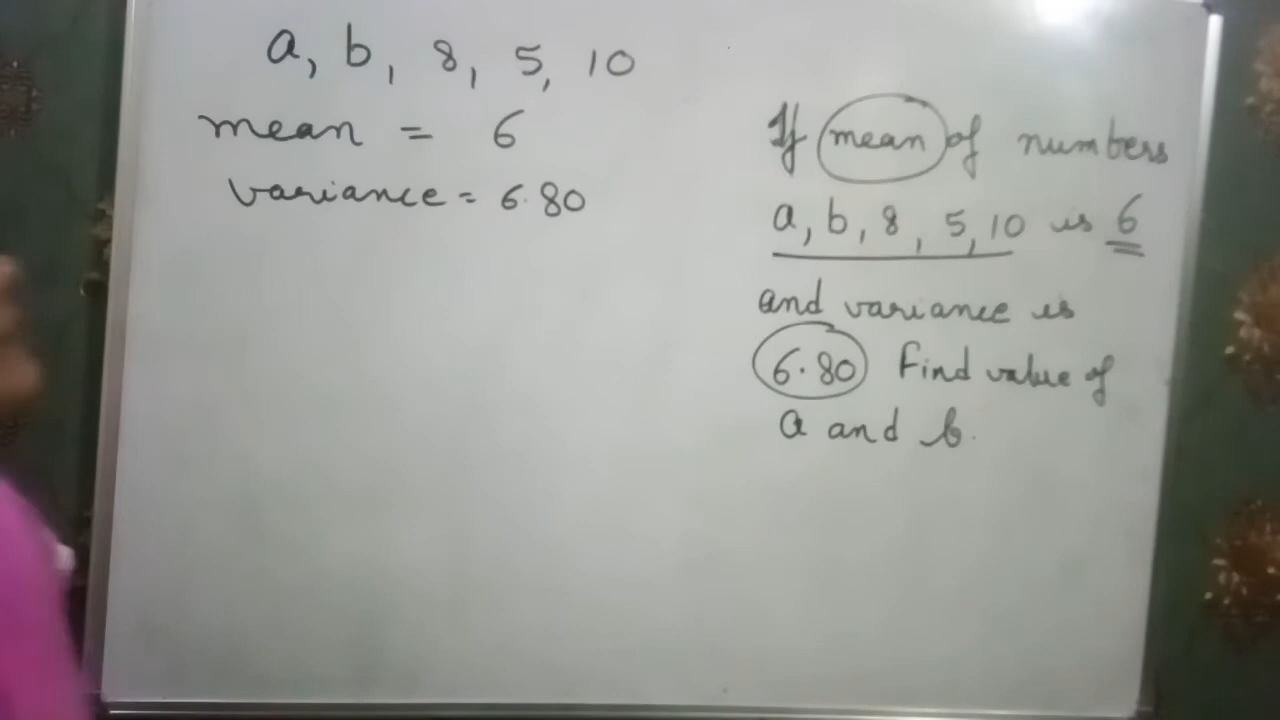 a, b, 8, 5, 10
mean = 6
variance = 6.80
If mean of numbers
a, b, 8, 5, 10 is 6
and variance is
6.80 Find value of
a and b.